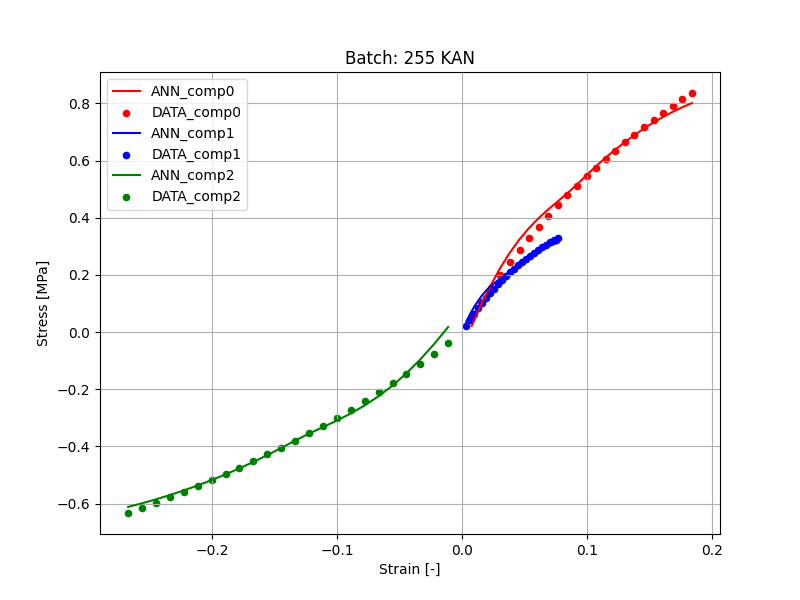 Batch: 255 KAN
ANN_comp0
DATA_comp0
ANN_comp1
DATA_comp1
ANN_comp2
DATA_comp2
0.8
0.6
0.4
0.2
0.0
−0.2
−0.4
−0.6
Stress [MPa]
−0.2
−0.1
0.0
0.1
0.2
Strain [-]